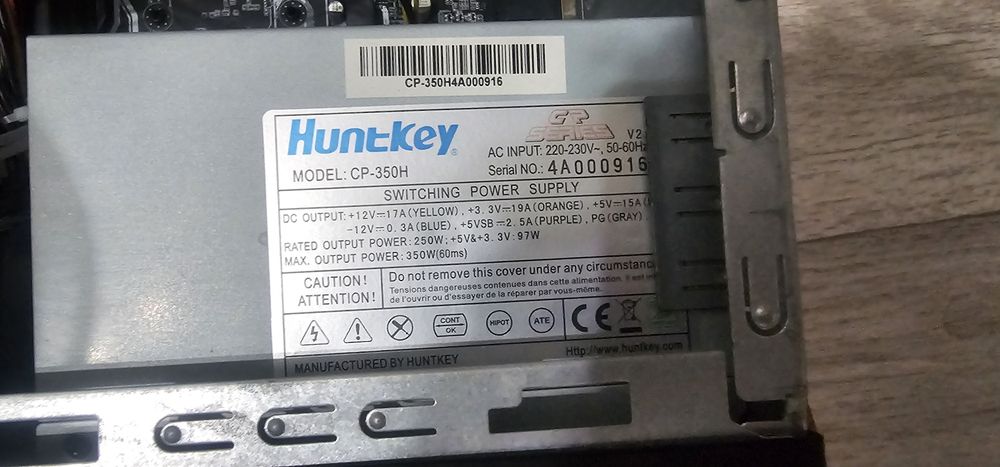 CP-350H4A000916
Huntkey®
CP
SERIES
V2
MODEL: CP-350H
AC INPUT: 220-230V~, 50-60Hz
Serial NO.: 4A000916
SWITCHING POWER SUPPLY
DC OUTPUT: +12V⎓17A(YELLOW), +3.3V⎓19A(ORANGE), +5V⎓15A(
-12V⎓0.3A(BLUE), +5VSB⎓2.5A(PURPLE), PG(GRAY),
RATED OUTPUT POWER: 250W; +5V&+3.3V: 97W
MAX. OUTPUT POWER: 350W(60ms)
CAUTION!
ATTENTION!
Do not remove this cover under any circumstanc
Tensions dangereuses contenues dans cette alimentation. Il est
de l'ouvrir ou d'essayer de la réparer par vous-même.
CONT
OK
HIPOT
ATE
CE
MANUFACTURED BY HUNTKEY
Http://www.huntkey.com